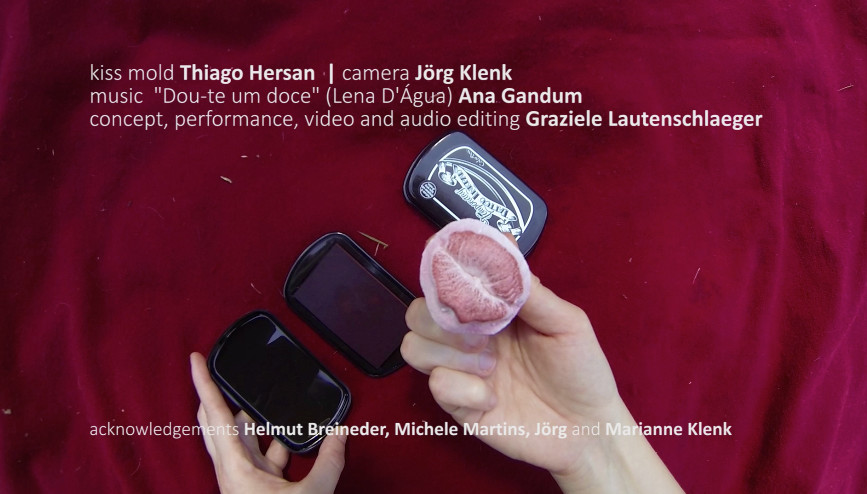 kiss mold Thiago Hersan | camera Jörg Klenk
music "Dou-te um doce" (Lena D'Água) Ana Gandum
concept, performance, video and audio editing Graziele Lautenschlaeger
acknowledgements Helmut Breineder, Michele Martins, Jörg and Marianne Klenk